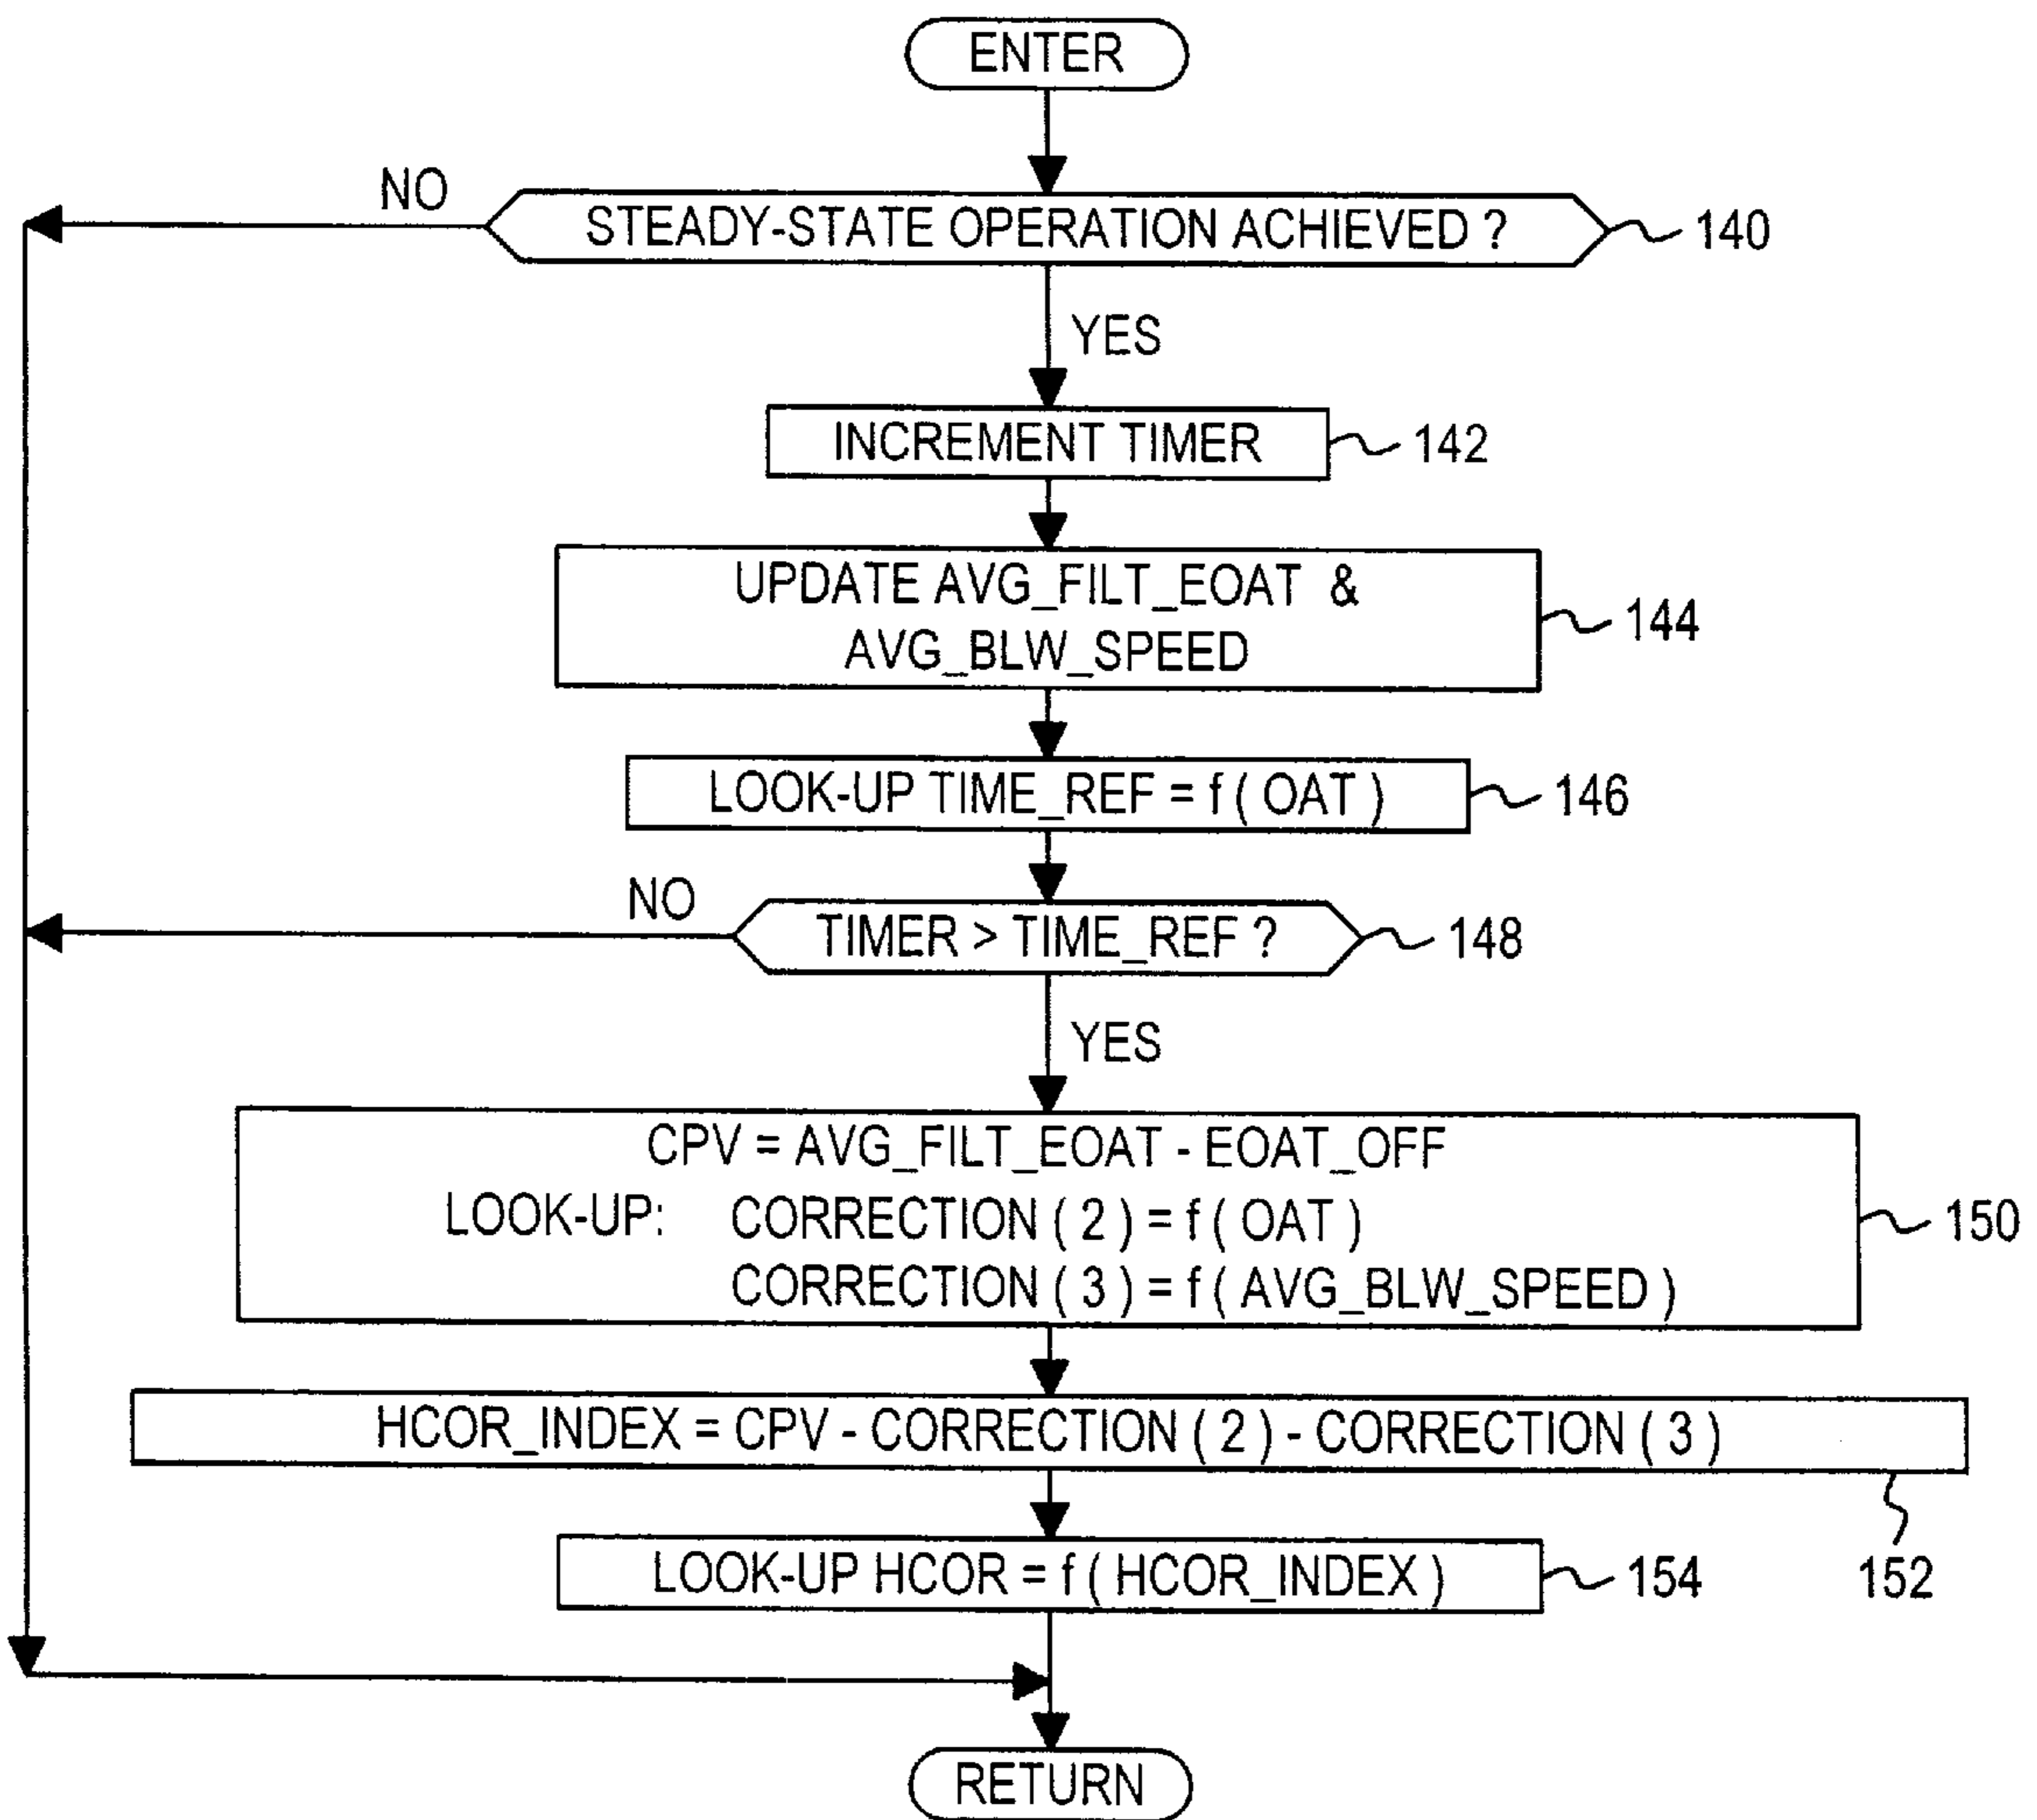 ENTER
NO
STEADY-STATE OPERATION ACHIEVED ?
140
YES
INCREMENT TIMER
142
UPDATE AVG_FILT_EOAT &
AVG_BLW_SPEED
144
LOOK-UP TIME_REF = f ( OAT )
146
NO
TIMER > TIME_REF ?
148
YES
CPV = AVG_FILT_EOAT - EOAT_OFF
LOOK-UP: CORRECTION ( 2 ) = f ( OAT )
CORRECTION ( 3 ) = f ( AVG_BLW_SPEED )
150
HCOR_INDEX = CPV - CORRECTION ( 2 ) - CORRECTION ( 3 )
152
LOOK-UP HCOR = f ( HCOR_INDEX )
154
RETURN